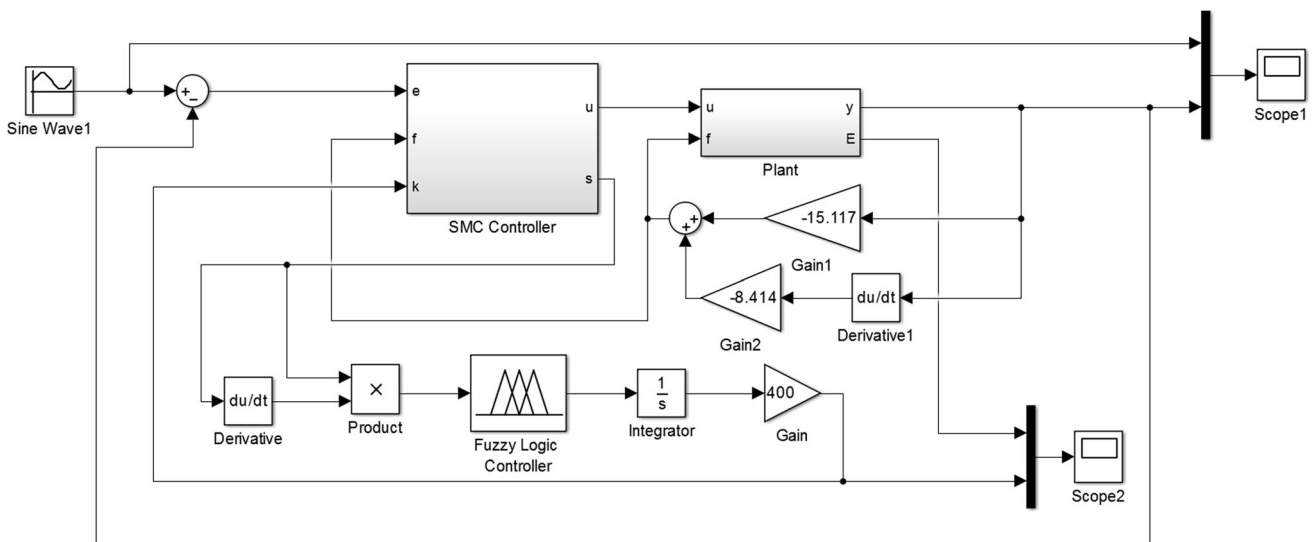 Sine Wave1
+
−
e
f
k
u
s
SMC Controller
u
f
y
E
Plant
Scope1
+
+
-15.117
Gain1
-8.414
Gain2
du/dt
Derivative1
du/dt
Derivative
×
Product
Fuzzy Logic
Controller
1
s
Integrator
400
Gain
Scope2